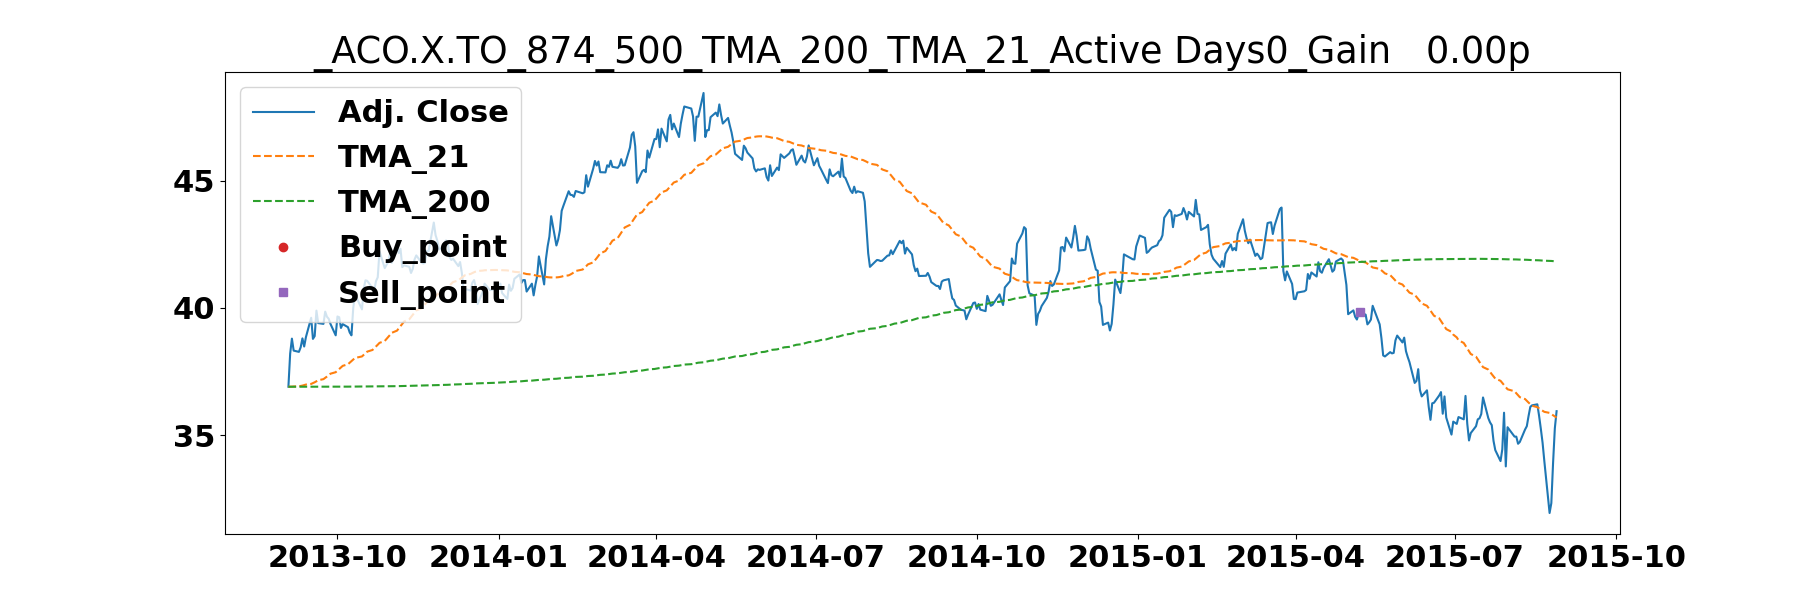 _ACO.X.TO_874_500_TMA_200_TMA_21_Active Days0_Gain   0.00p
Adj. Close
TMA_21
TMA_200
Buy_point
Sell_point
45
40
35
2013-10 2014-01 2014-04 2014-07 2014-10 2015-01 2015-04 2015-07 2015-10